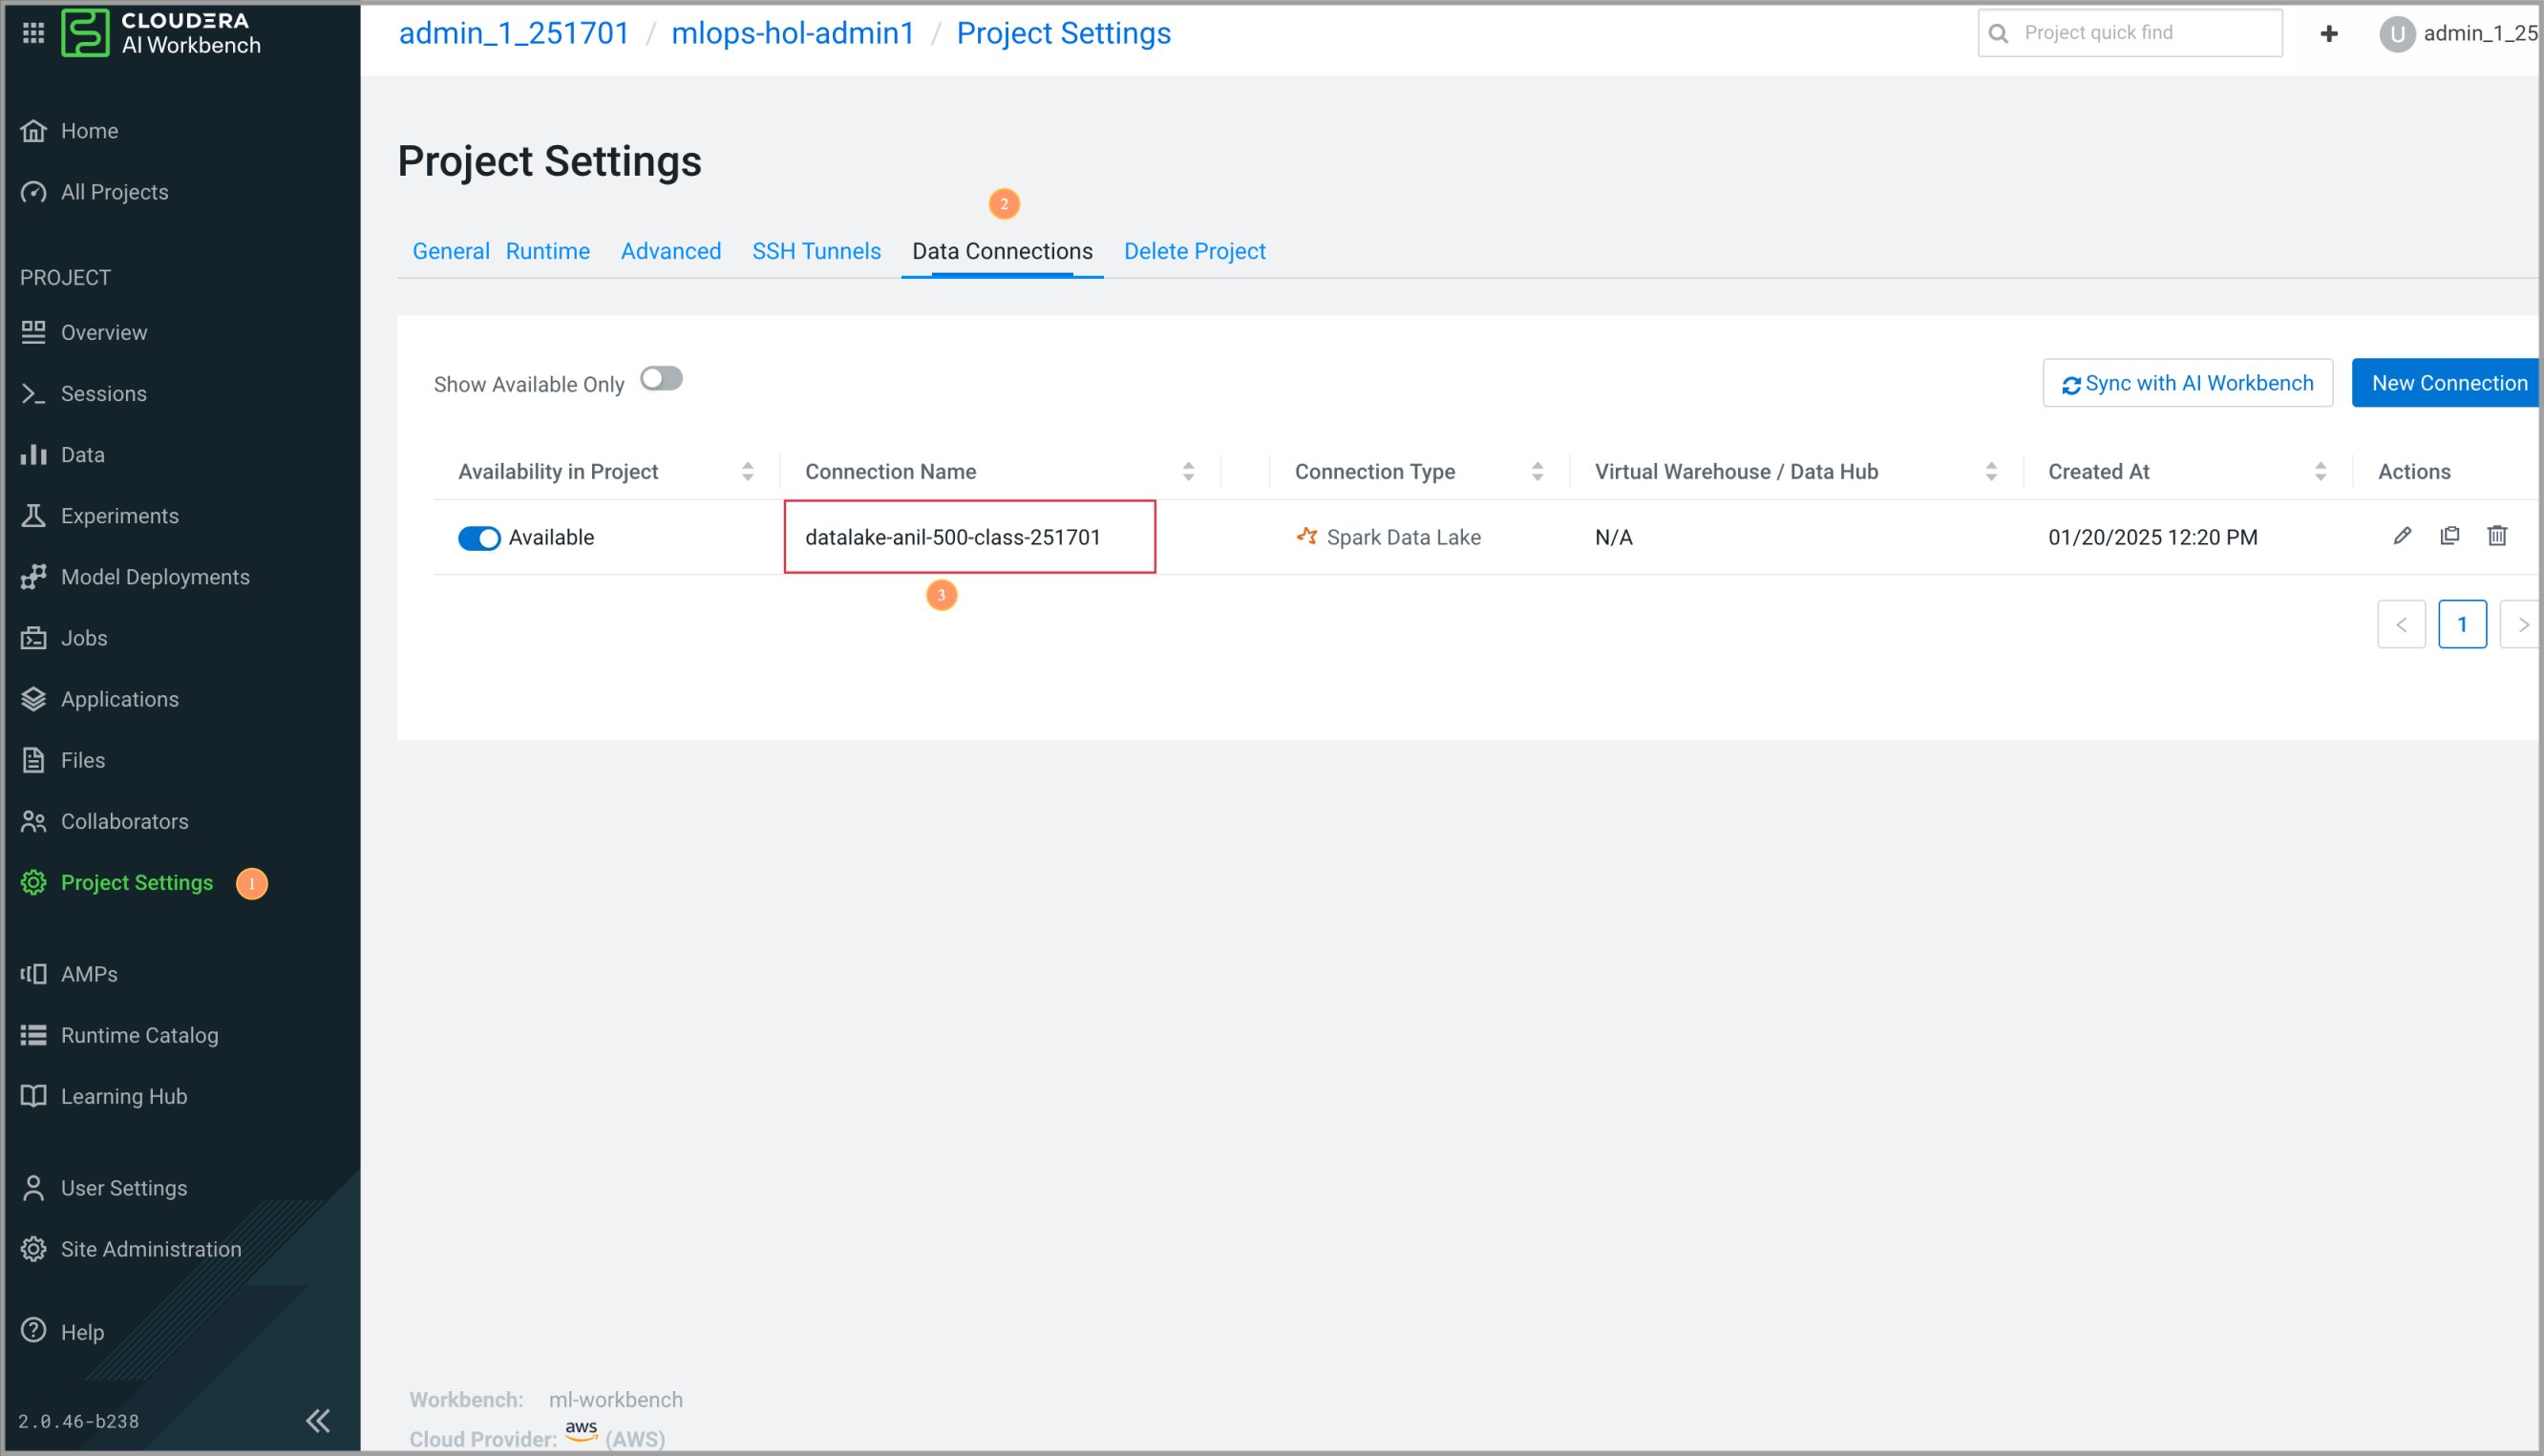 CLOUDERA
AI Workbench
admin_1_251701 / mlops-hol-admin1 / Project Settings
Project quick find
+
U
admin_1_25
Home
All Projects
PROJECT
Overview
Sessions
Data
Experiments
Model Deployments
Jobs
Applications
Files
Collaborators
Project Settings
1
AMPs
Runtime Catalog
Learning Hub
User Settings
Site Administration
Help
2.0.46-b238
Project Settings
2
General Runtime Advanced SSH Tunnels Data Connections Delete Project
Show Available Only
Sync with AI Workbench
New Connection
Availability in Project Connection Name Connection Type Virtual Warehouse / Data Hub Created At Actions
Available datalake-anil-500-class-251701 Spark Data Lake N/A 01/20/2025 12:20 PM
3
< 1 >
Workbench: ml-workbench
Cloud Provider: aws (AWS)